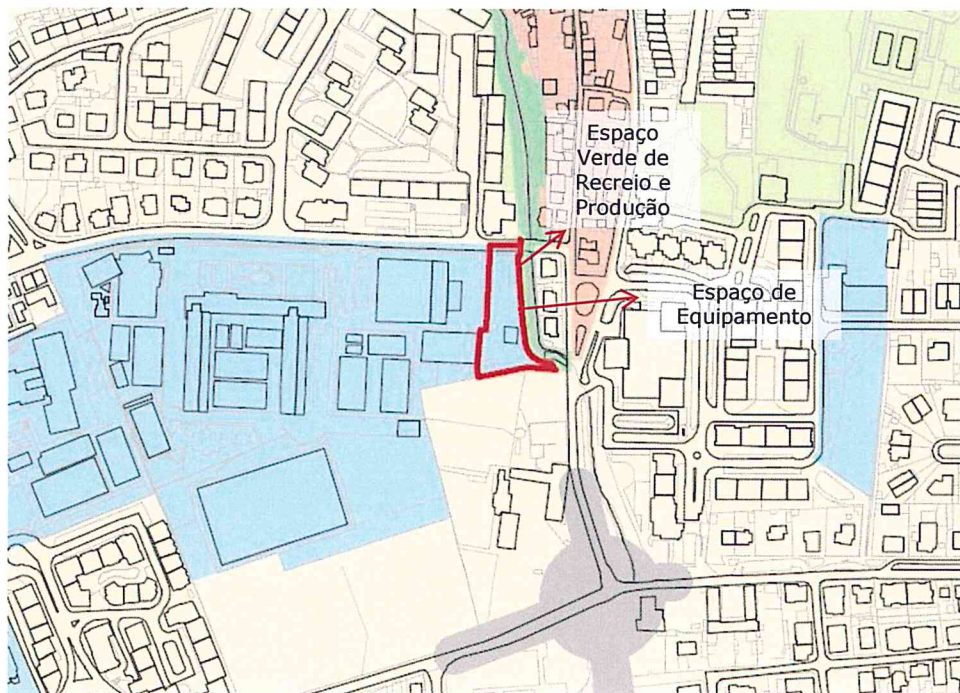 Espaço
Verde de
Recreio e
Produção
Espaço de
Equipamento